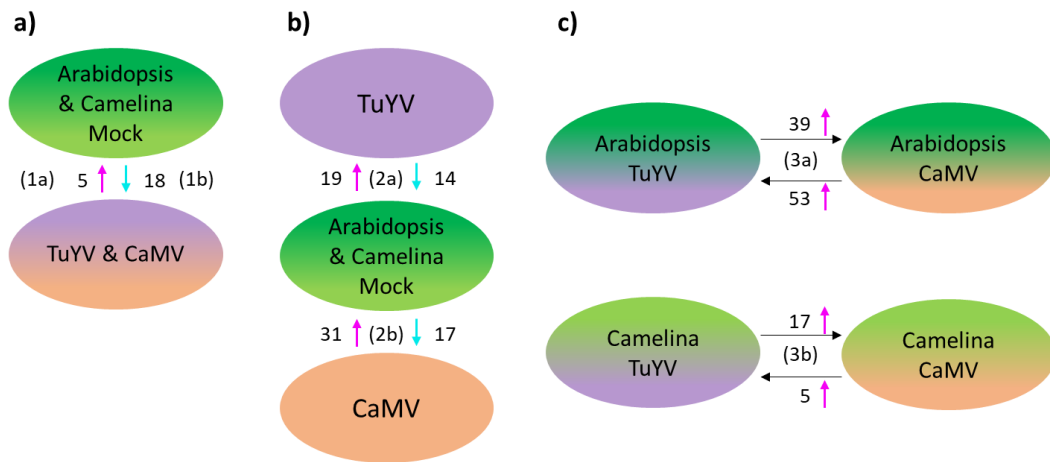 a)
Arabidopsis
& Camelina
Mock
(1a) 5 18 (1b)
TuYV & CaMV
b)
TuYV
19 (2a) 14
Arabidopsis
& Camelina
Mock
31 (2b) 17
CaMV
c)
Arabidopsis
TuYV
39
(3a)
53
Arabidopsis
CaMV
Camelina
TuYV
17
(3b)
5
Camelina
CaMV